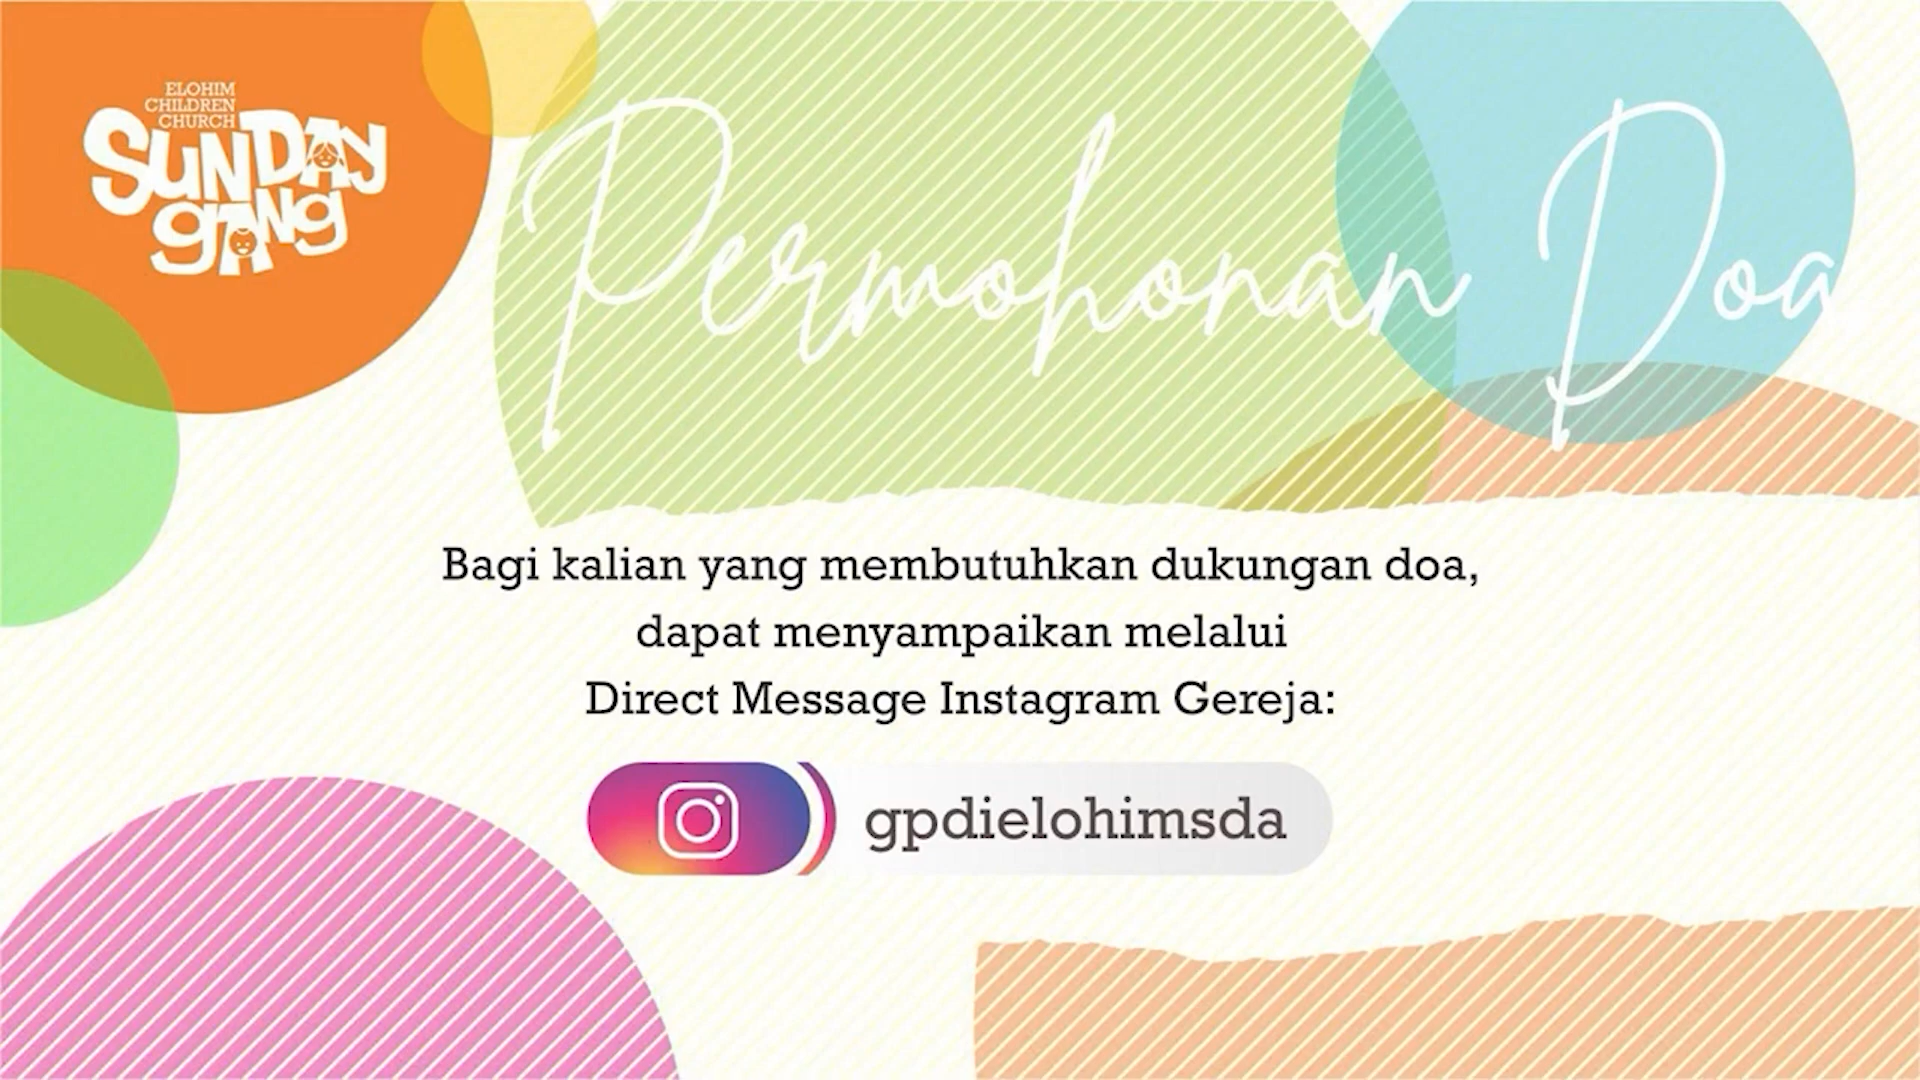 ELOHIM
CHILDREN
CHURCH
SUNDAY
gANg
Permohonan Doa
Bagi kalian yang membutuhkan dukungan doa,
dapat menyampaikan melalui
Direct Message Instagram Gereja:
gpdielohimsda